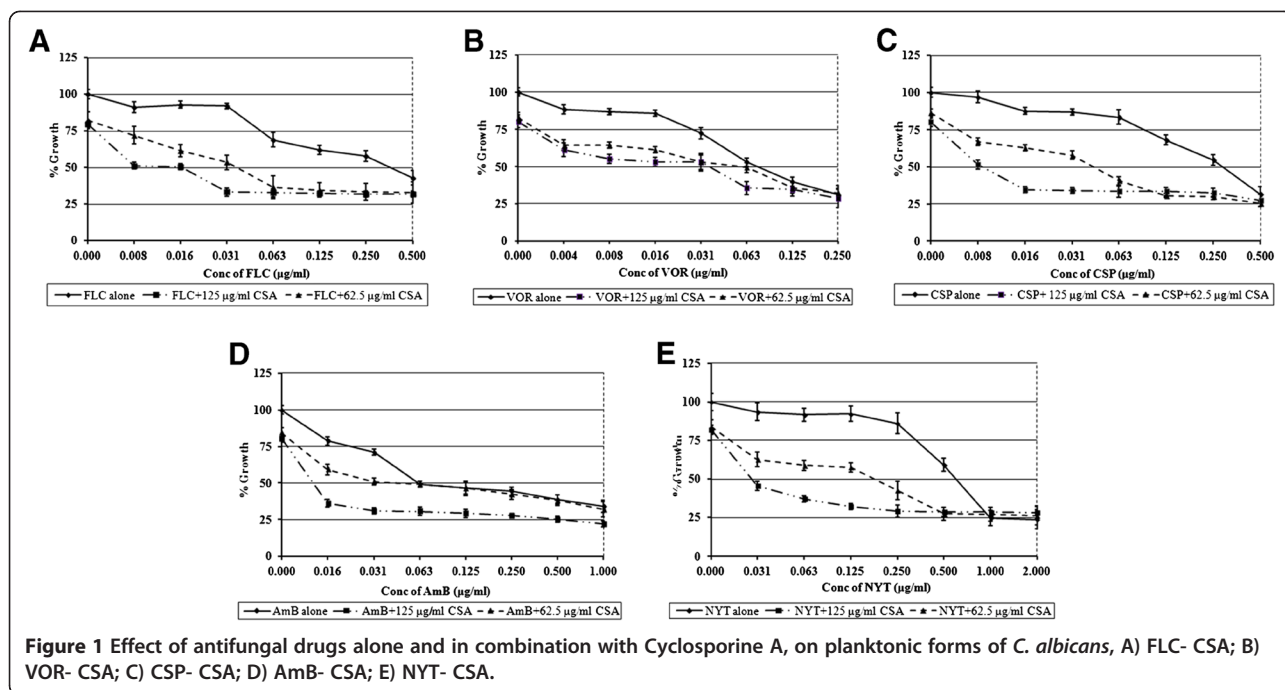 A
125
100
75
50
25
0
% Growth
0.000 0.008 0.016 0.031 0.063 0.125 0.250 0.500
Conc of FLC (µg/ml)
FLC alone FLC+125 µg/ml CSA FLC+62.5 µg/ml CSA
B
125
100
75
50
25
0
% Growth
0.000 0.004 0.008 0.016 0.031 0.063 0.125 0.250
Conc of VOR (µg/ml)
VOR alone VOR+125 µg/ml CSA VOR+62.5 µg/ml CSA
C
125
100
75
50
25
0
% Growth
0.000 0.008 0.016 0.031 0.063 0.125 0.250 0.500
Conc of CSP (µg/ml)
CSP alone CSP+ 125 µg/ml CSA CSP+62.5 µg/ml CSA
D
125
100
75
50
25
0
% Growth
0.000 0.016 0.031 0.063 0.125 0.250 0.500 1.000
Conc of AmB (µg/ml)
AmB alone AmB+125 µg/ml CSA AmB+62.5 µg/ml CSA
E
125
100
75
50
25
0
% Growth
0.000 0.031 0.063 0.125 0.250 0.500 1.000 2.000
Conc of NYT (µg/ml)
NYT alone NYT+125 µg/ml CSA NYT+62.5 µg/ml CSA
Figure 1 Effect of antifungal drugs alone and in combination with Cyclosporine A, on planktonic forms of C. albicans, A) FLC- CSA; B)
VOR- CSA; C) CSP- CSA; D) AmB- CSA; E) NYT- CSA.